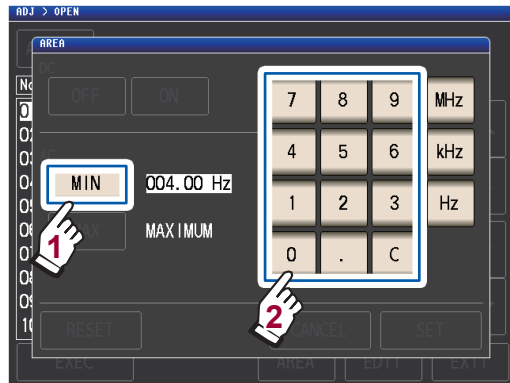 ADJ > OPEN
AREA
DC
No
OFF
ON
7 8 9 MHz
4 5 6 kHz
MIN
004.00 Hz
1 2 3 Hz
MAXIMUM
1
0 . C
2
RESET
CANCEL
SET
EXEC
AREA
EDIT
EXIT